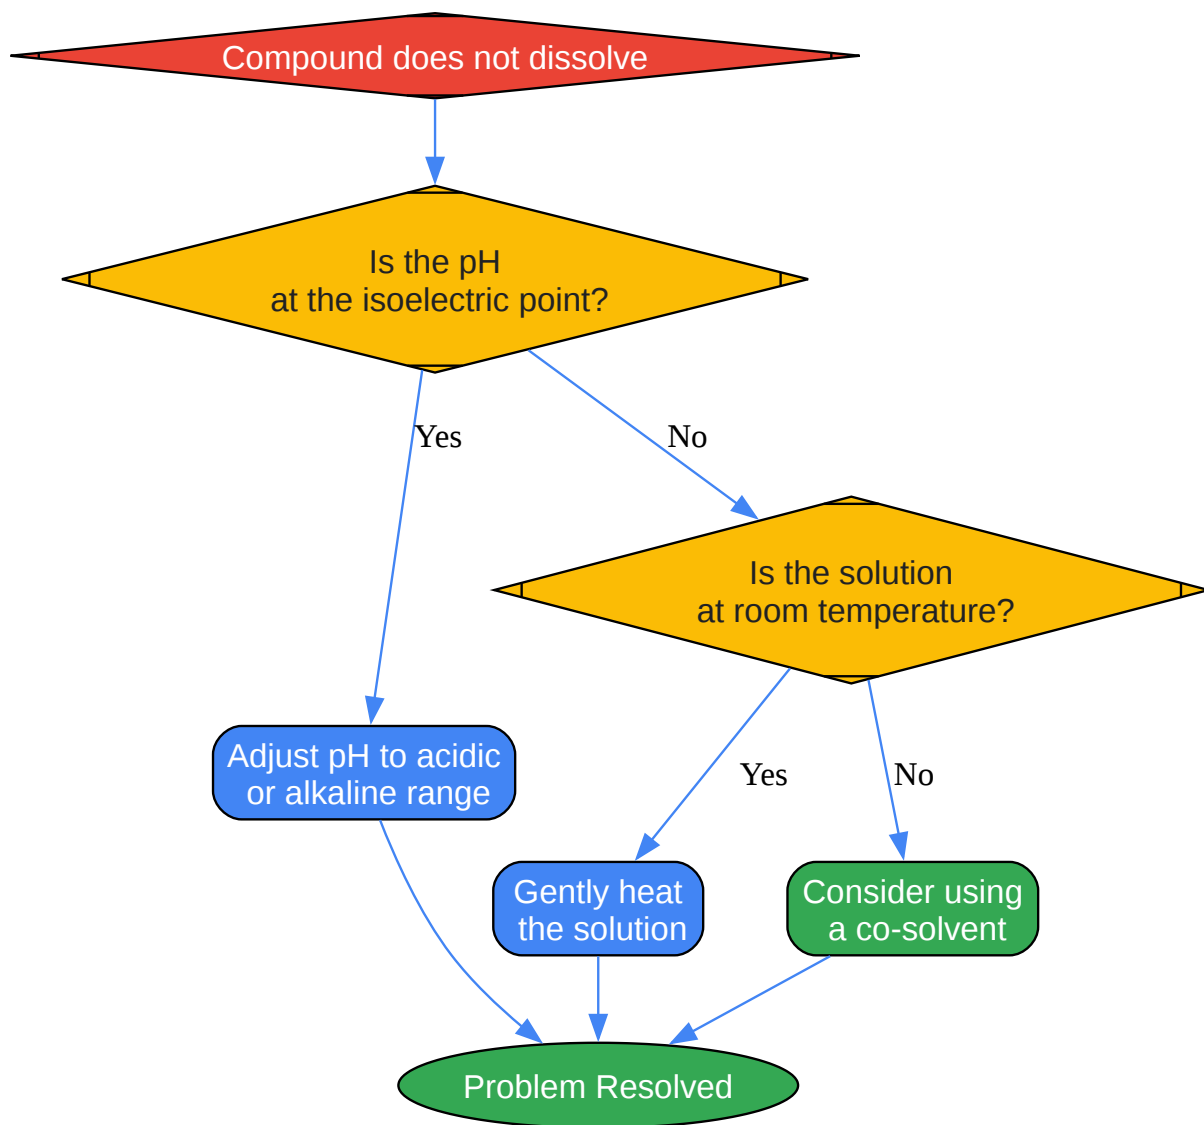 Compound does not dissolve
Is the pH
at the isoelectric point?
Yes
No
Is the solution
at room temperature?
Adjust pH to acidic
or alkaline range
Yes
No
Gently heat
the solution
Consider using
a co-solvent
Problem Resolved